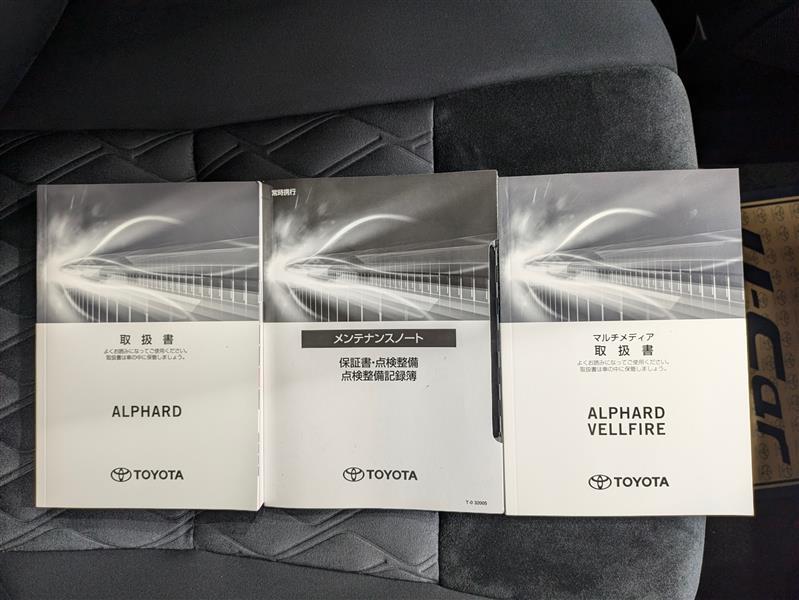 取扱書
よくお読みになってご使用ください。
取扱書は車の中に保管しましょう。
ALPHARD
TOYOTA
常時携行
メンテナンスノート
保証書・点検整備
点検整備記録簿
TOYOTA
T-0 32005
マルチメディア
取扱書
よくお読みになってご使用ください。
取扱書は車の中に保管しましょう。
ALPHARD
VELLFIRE
TOYOTA
U-Car